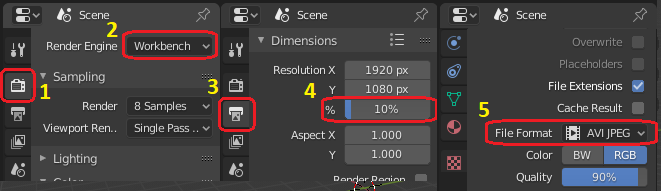 Scene
2
Render Engine Workbench
Sampling
1
Render 8 Samples
Viewport Ren.. Single Pass ..
Lighting
Scene
Dimensions
Resolution X 1920 px
Y 1080 px
3
4
% 10%
Aspect X 1.000
Y 1.000
Render Region
Scene
Overwrite
Placeholders
File Extensions
Cache Result
5
File Format AVI JPEG
Color BW RGB
Quality 90%